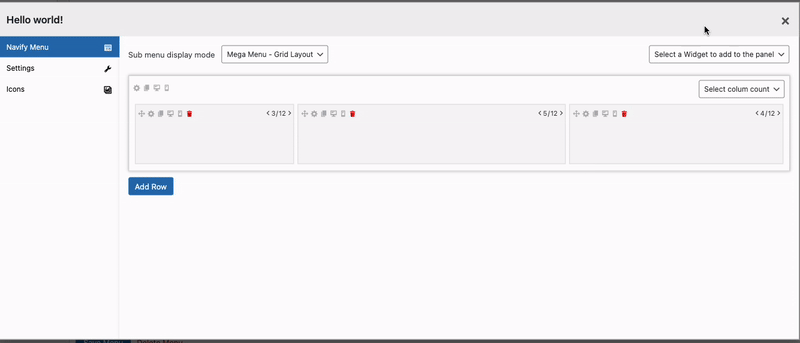 Hello world!
Navify Menu
Settings
Icons
Sub menu display mode
Mega Menu - Grid Layout
Select a Widget to add to the panel
Select colum count
3/12
5/12
4/12
Add Row